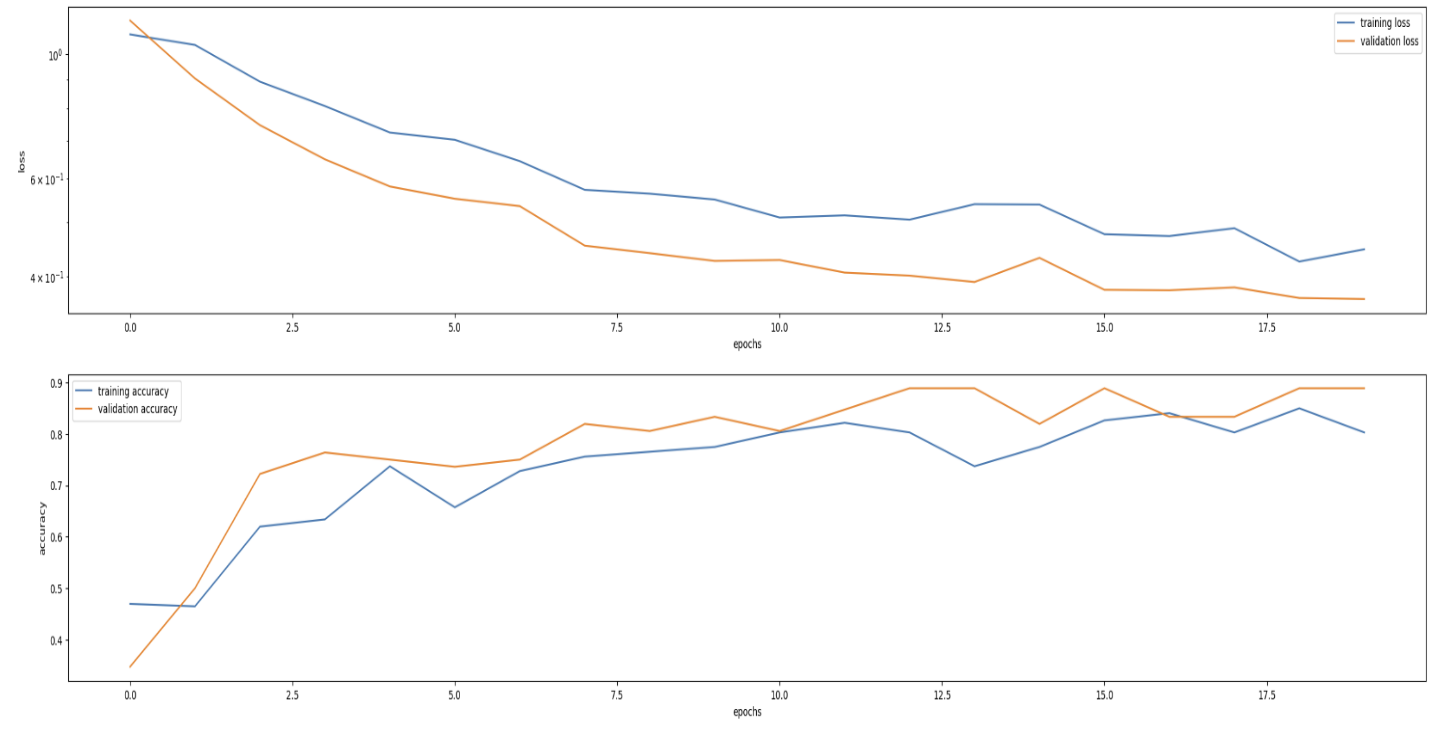 training loss
validation loss
10⁰
6 × 10⁻¹
4 × 10⁻¹
loss
0.0 2.5 5.0 7.5 10.0 12.5 15.0 17.5
epochs
training accuracy
validation accuracy
0.9
0.8
0.7
0.6
0.5
0.4
accuracy
0.0 2.5 5.0 7.5 10.0 12.5 15.0 17.5
epochs